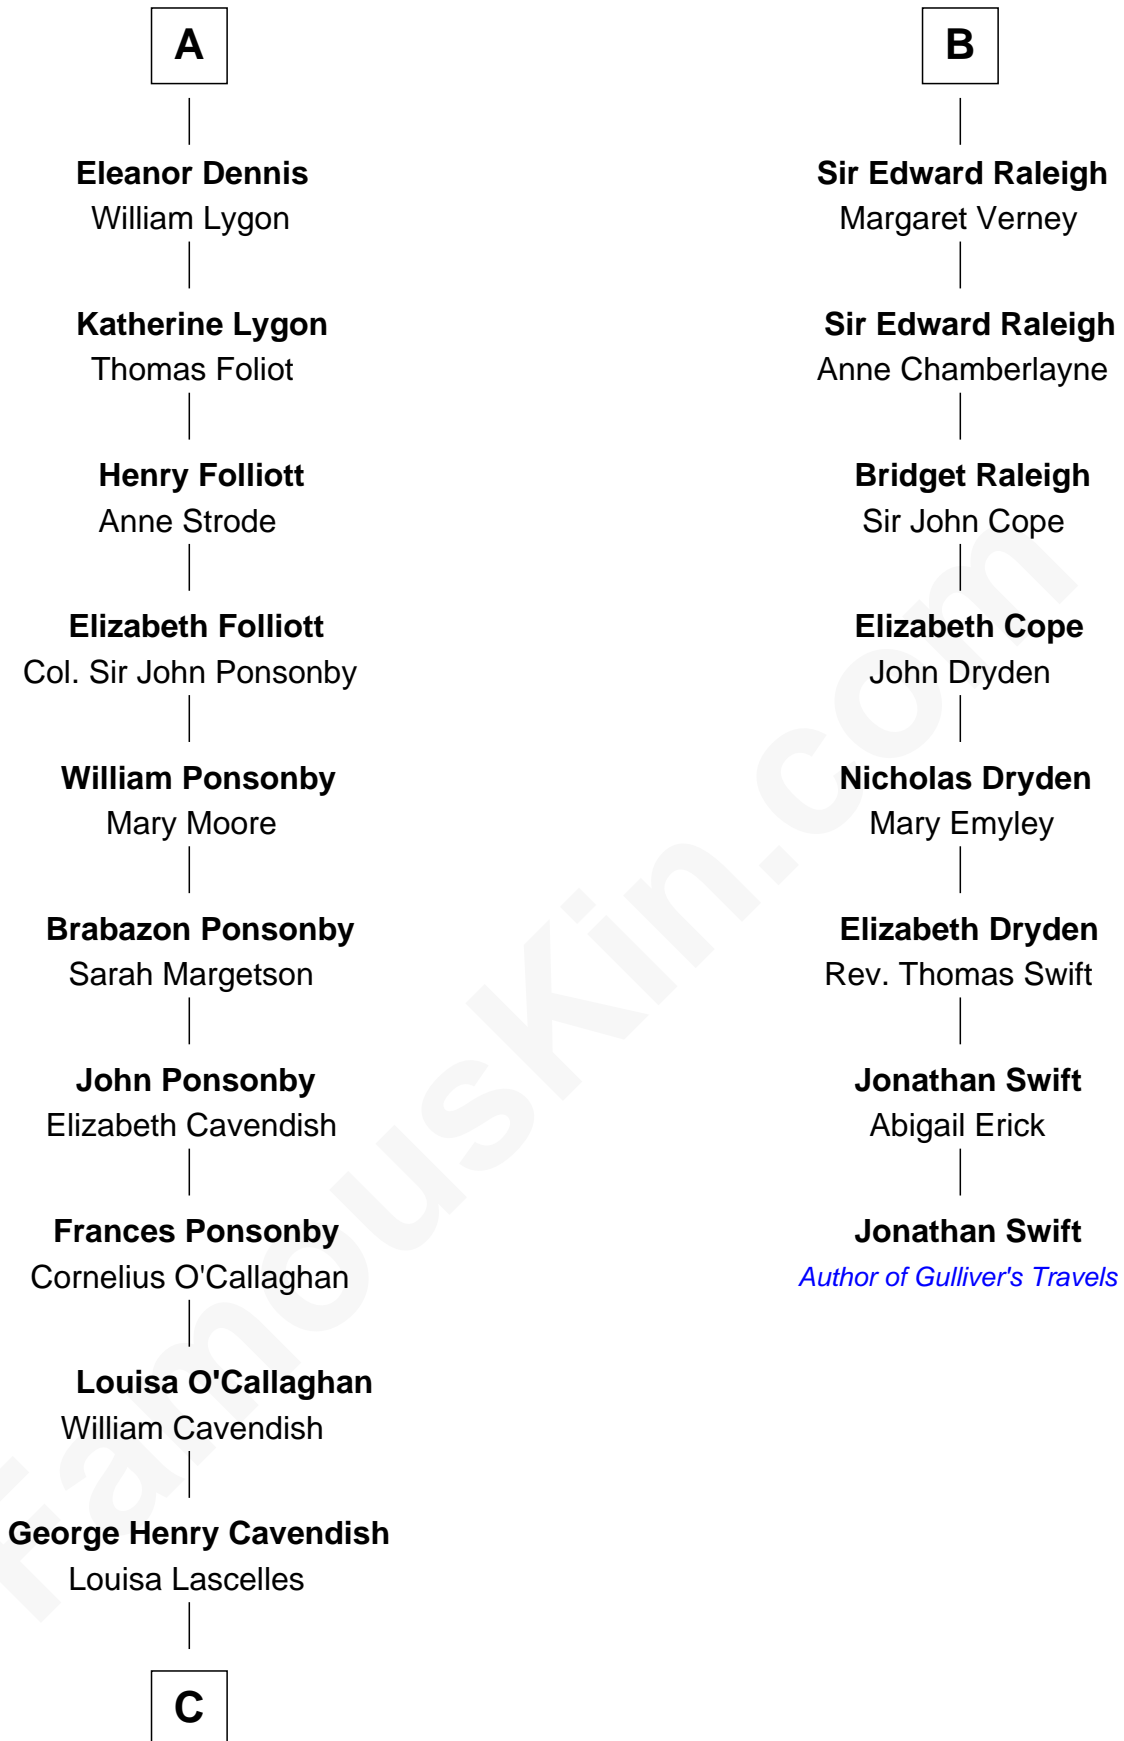 A
Eleanor Dennis
William Lygon
Katherine Lygon
Thomas Foliot
Henry Folliott
Anne Strode
Elizabeth Folliott
Col. Sir John Ponsonby
William Ponsonby
Mary Moore
Brabazon Ponsonby
Sarah Margetson
John Ponsonby
Elizabeth Cavendish
Frances Ponsonby
Cornelius O'Callaghan
Louisa O'Callaghan
William Cavendish
George Henry Cavendish
Louisa Lascelles
C
B
Sir Edward Raleigh
Margaret Verney
Sir Edward Raleigh
Anne Chamberlayne
Bridget Raleigh
Sir John Cope
Elizabeth Cope
John Dryden
Nicholas Dryden
Mary Emyley
Elizabeth Dryden
Rev. Thomas Swift
Jonathan Swift
Abigail Erick
Jonathan Swift
Author of Gulliver's Travels
FamousKin.com